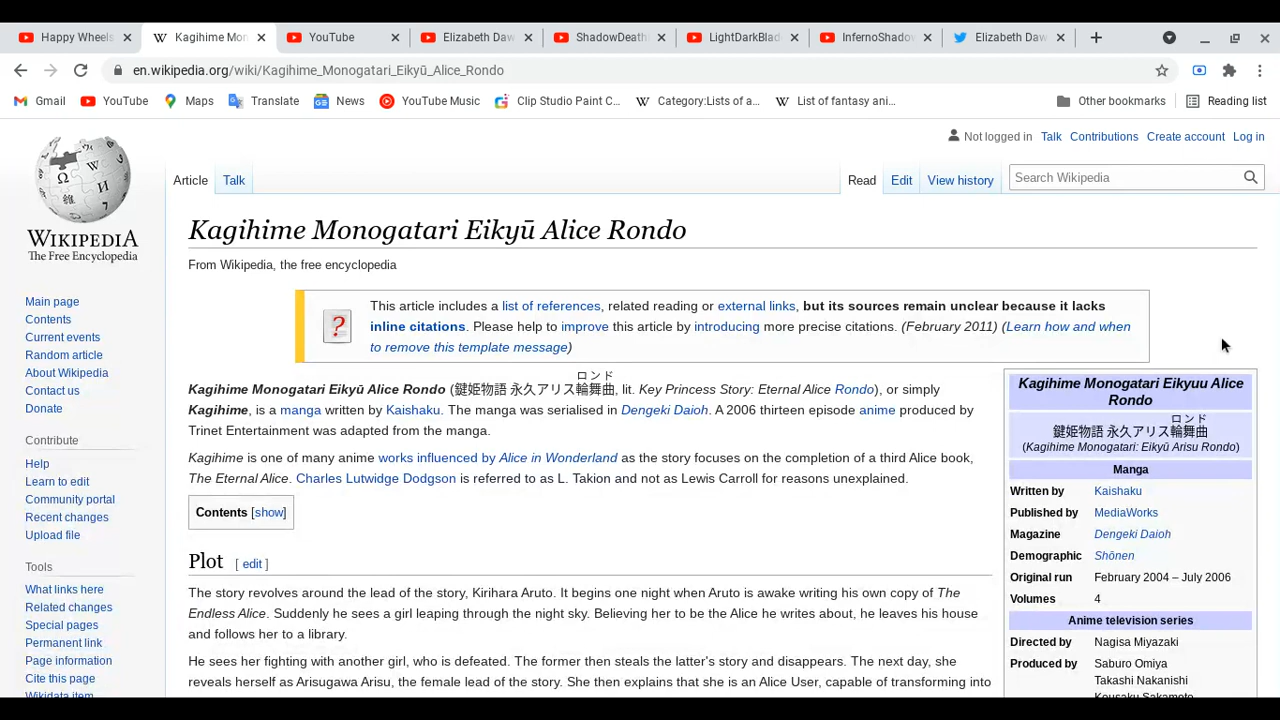 Happy Wheels
Kagihime Mon
YouTube
Elizabeth Daw
ShadowDeath
LightDarkBlad
InfernoShadow
Elizabeth Daw
en.wikipedia.org/wiki/Kagihime_Monogatari_Eikyū_Alice_Rondo
Gmail
YouTube
Maps
Translate
News
YouTube Music
Clip Studio Paint C...
Category:Lists of a...
List of fantasy ani...
Other bookmarks
Reading list
Not logged in Talk Contributions Create account Log in
Article Talk
Read Edit View history
Search Wikipedia
WIKIPEDIA
The Free Encyclopedia
Main page
Contents
Current events
Random article
About Wikipedia
Contact us
Donate
Contribute
Help
Learn to edit
Community portal
Recent changes
Upload file
Tools
What links here
Related changes
Special pages
Permanent link
Page information
Cite this page
Wikidata item
Kagihime Monogatari Eikyū Alice Rondo
From Wikipedia, the free encyclopedia
This article includes a list of references, related reading or external links, but its sources remain unclear because it lacks
inline citations. Please help to improve this article by introducing more precise citations. (February 2011) (Learn how and when
to remove this template message)
ロンド
Kagihime Monogatari Eikyū Alice Rondo (鍵姫物語 永久アリス輪舞曲, lit. Key Princess Story: Eternal Alice Rondo), or simply
Kagihime, is a manga written by Kaishaku. The manga was serialised in Dengeki Daioh. A 2006 thirteen episode anime produced by
Trinet Entertainment was adapted from the manga.
Kagihime is one of many anime works influenced by Alice in Wonderland as the story focuses on the completion of a third Alice book,
The Eternal Alice. Charles Lutwidge Dodgson is referred to as L. Takion and not as Lewis Carroll for reasons unexplained.
Contents [show]
Plot [ edit ]
The story revolves around the lead of the story, Kirihara Aruto. It begins one night when Aruto is awake writing his own copy of The
Endless Alice. Suddenly he sees a girl leaping through the night sky. Believing her to be the Alice he writes about, he leaves his house
and follows her to a library.
He sees her fighting with another girl, who is defeated. The former then steals the latter's story and disappears. The next day, she
reveals herself as Arisugawa Arisu, the female lead of the story. She then explains that she is an Alice User, capable of transforming into
Kagihime Monogatari Eikyuu Alice
Rondo
ロンド
鍵姫物語 永久アリス輪舞曲
(Kagihime Monogatari: Eikyū Arisu Rondo)
Manga
Written by Kaishaku
Published by MediaWorks
Magazine Dengeki Daioh
Demographic Shōnen
Original run February 2004 – July 2006
Volumes 4
Anime television series
Directed by Nagisa Miyazaki
Produced by Saburo Omiya
Takashi Nakanishi
Kousaku Sakamoto